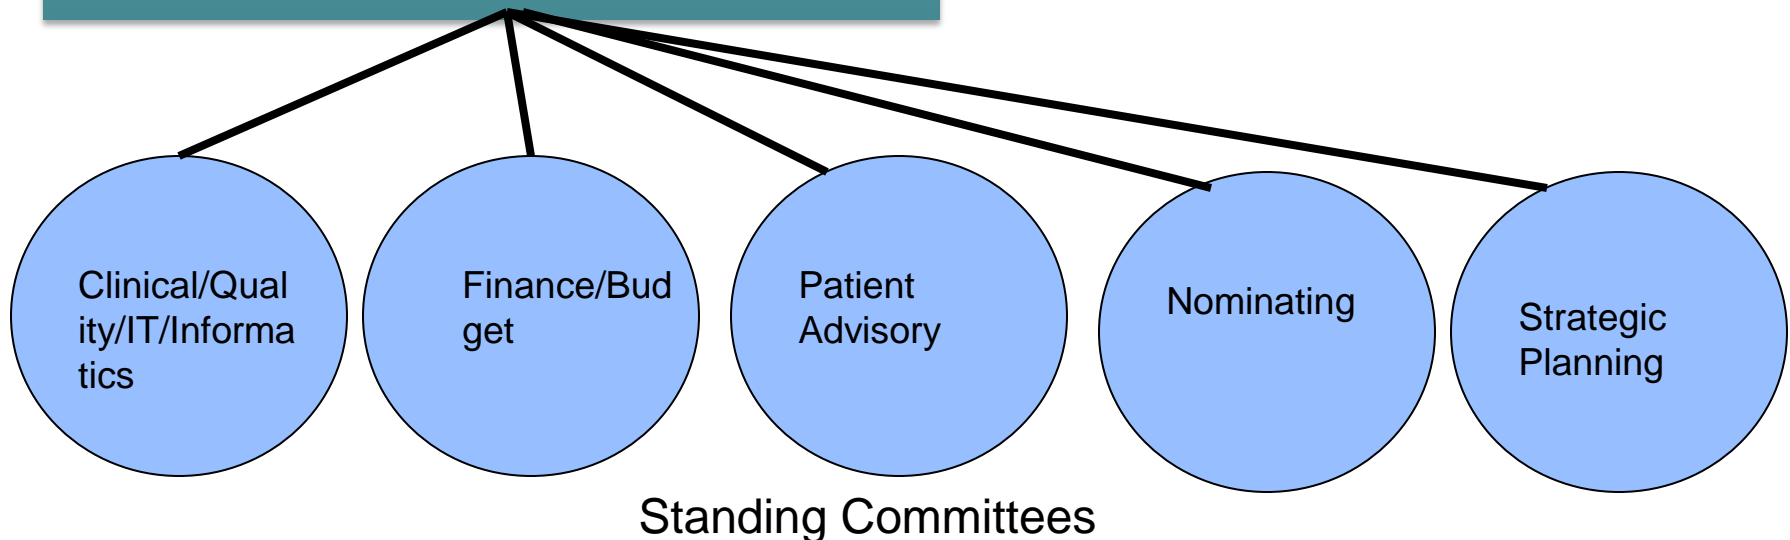 Clinical/Qual
ity/IT/Informa
tics
Finance/Bud
get
Patient
Advisory
Nominating
Strategic
Planning
Standing Committees